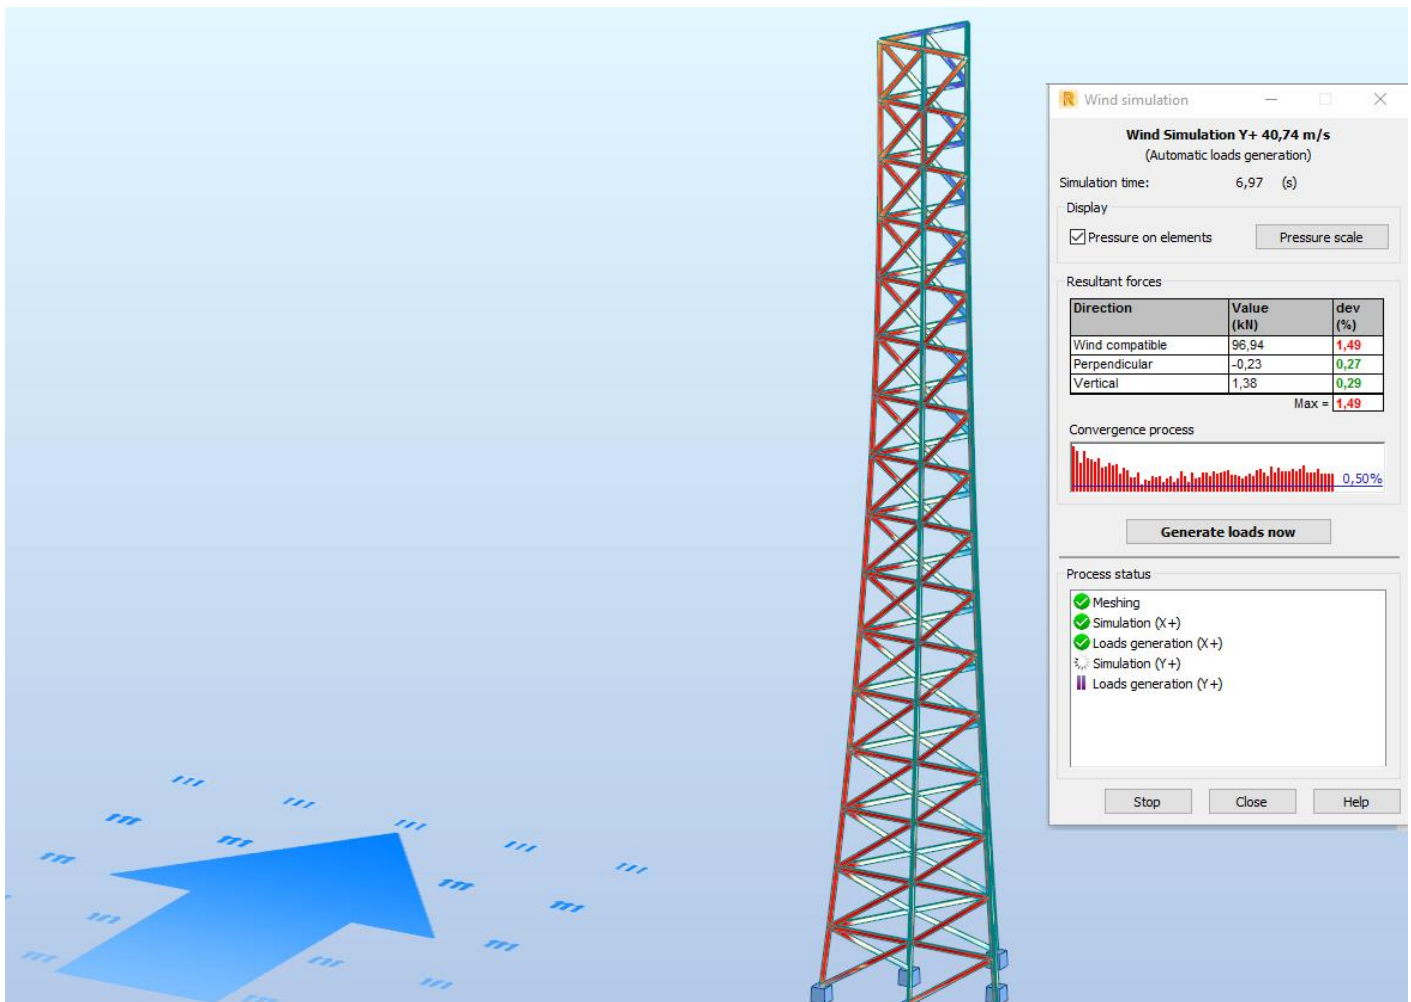 Wind simulation
Wind Simulation Y+ 40,74 m/s
(Automatic loads generation)
Simulation time: 6,97 (s)
Display
Pressure on elements Pressure scale
Resultant forces
Direction Value (kN) dev (%)
Wind compatible 96,94 1,49
Perpendicular -0,23 0,27
Vertical 1,38 0,29
Max = 1,49
Convergence process
0,50%
Generate loads now
Process status
Meshing
Simulation (X+)
Loads generation (X+)
Simulation (Y+)
Loads generation (Y+)
Stop Close Help